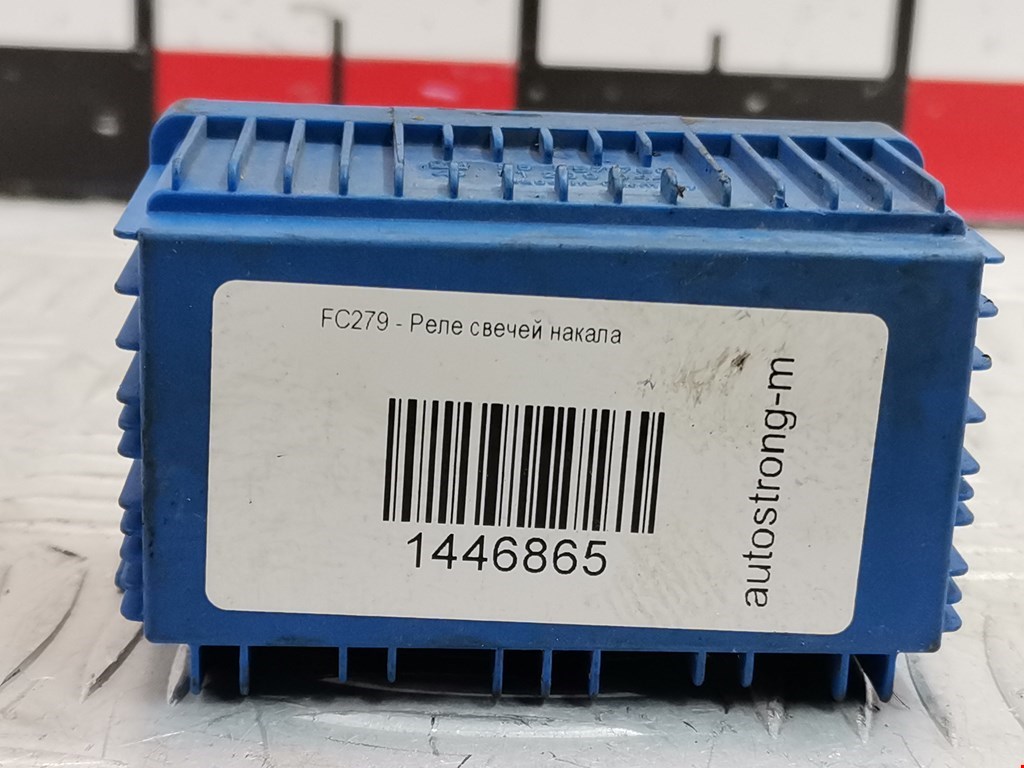 FC279 - Реле свечей накала
1446865
autostrong-m